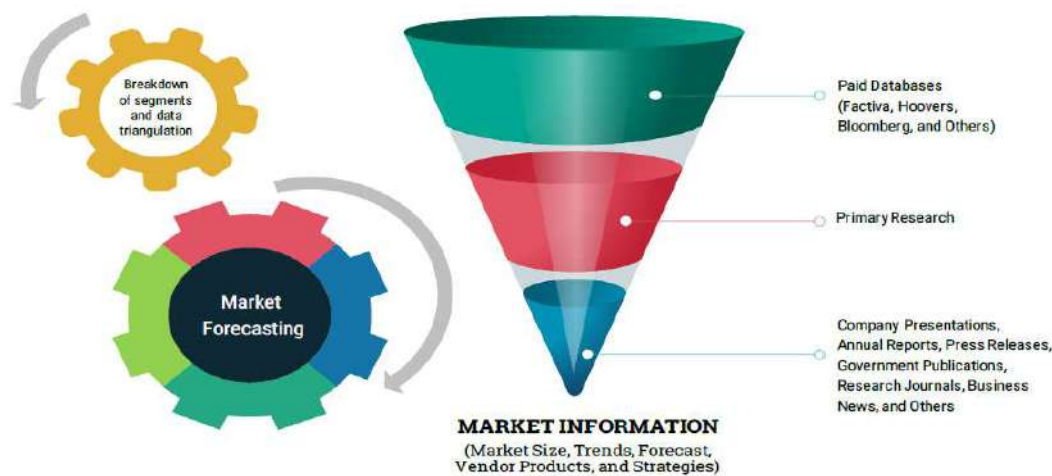 Breakdown
of segments
and data
triangulation
Market
Forecasting
Paid Databases
(Factiva, Hoovers,
Bloomberg, and Others)
Primary Research
Company Presentations,
Annual Reports, Press Releases,
Government Publications,
Research Journals, Business
News, and Others
MARKET INFORMATION
(Market Size, Trends, Forecast,
Vendor Products, and Strategies)